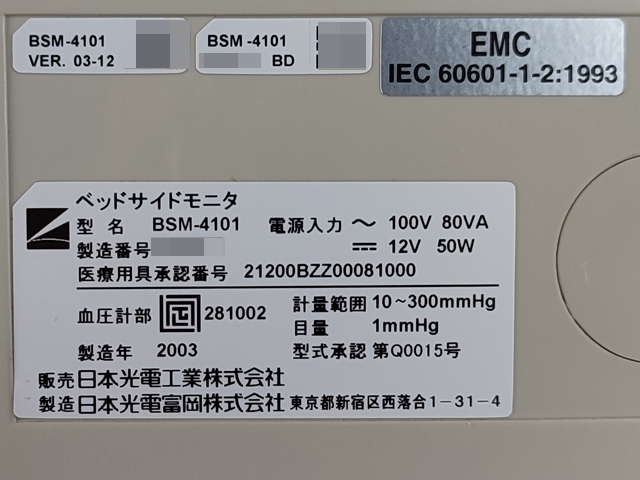 BSM-4101
VER. 03-12
BSM-4101
BD
EMC
IEC 60601-1-2:1993
ベッドサイドモニタ
型 名 BSM-4101 電源入力 ～ 100V 80VA
製造番号 ⎓ 12V 50W
医療用具承認番号 21200BZZ00081000
血圧計部 281002 計量範囲 10～300mmHg
目量 1mmHg
製造年 2003 型式承認 第Q0015号
販売 日本光電工業株式会社
製造 日本光電富岡株式会社 東京都新宿区西落合1-31-4